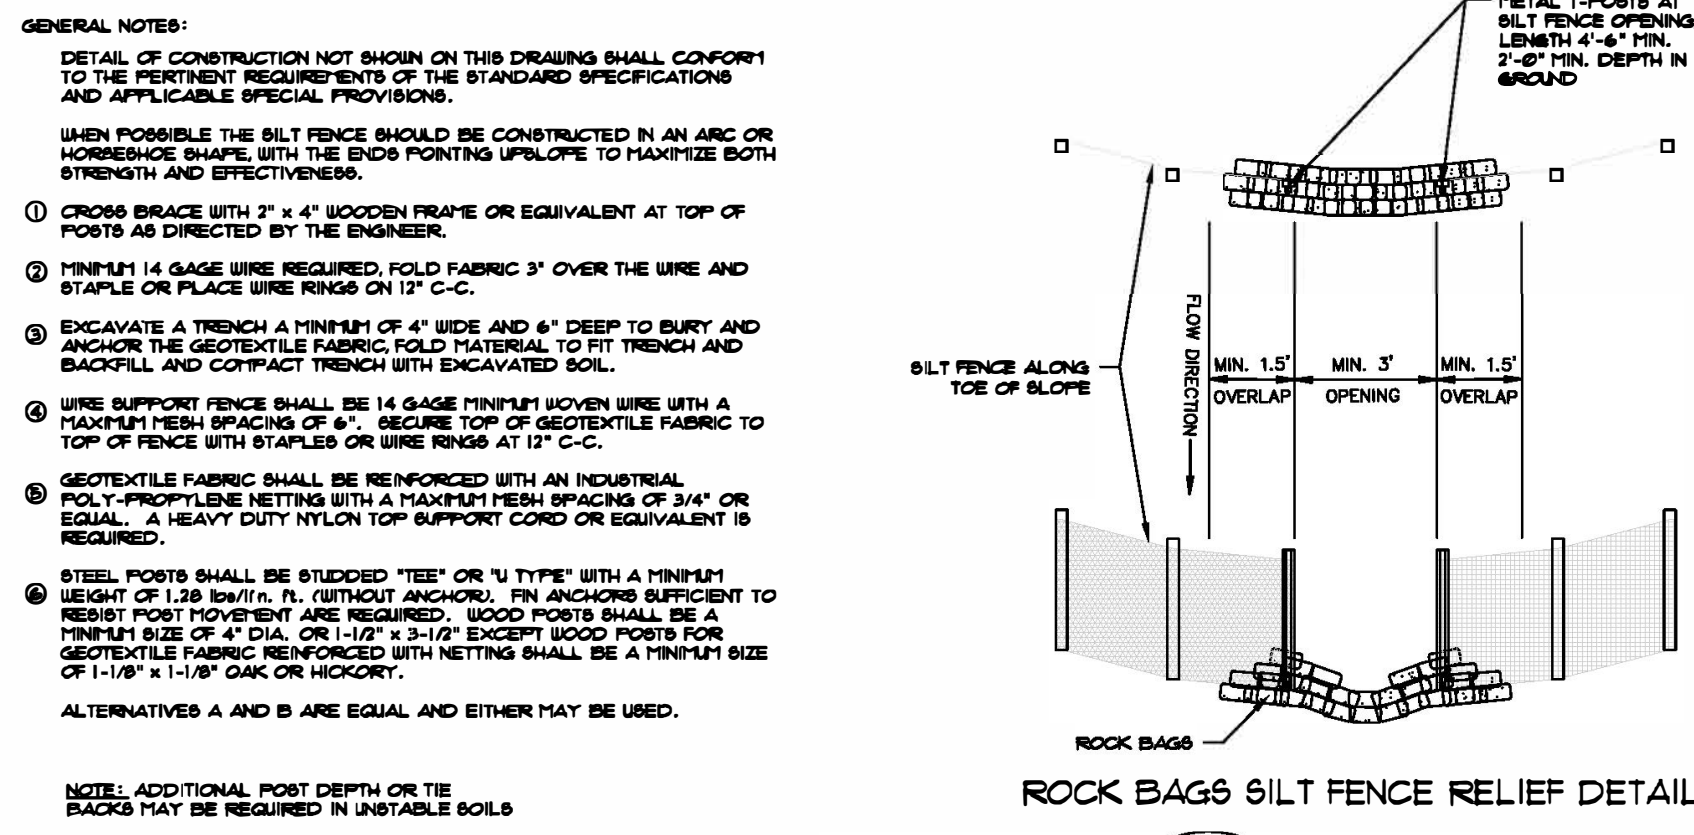 GENERAL NOTES:
DETAIL OF CONSTRUCTION NOT SHOWN ON THIS DRAWING SHALL CONFORM
TO THE PERTINENT REQUIREMENTS OF THE STANDARD SPECIFICATIONS
AND APPLICABLE SPECIAL PROVISIONS.
WHEN POSSIBLE THE SILT FENCE SHOULD BE CONSTRUCTED IN AN ARC OR
HORSESHOE SHAPE, WITH THE ENDS POINTING UPSLOPE TO MAXIMIZE BOTH
STRENGTH AND EFFECTIVENESS.
① CROSS BRACE WITH 2" x 4" WOODEN FRAME OR EQUIVALENT AT TOP OF
POSTS AS DIRECTED BY THE ENGINEER.
② MINIMUM 14 GAGE WIRE REQUIRED, FOLD FABRIC 3" OVER THE WIRE AND
STAPLE OR PLACE WIRE RINGS ON 12" C-C.
③ EXCAVATE A TRENCH A MINIMUM OF 4" WIDE AND 6" DEEP TO BURY AND
ANCHOR THE GEOTEXTILE FABRIC, FOLD MATERIAL TO FIT TRENCH AND
BACKFILL AND COMPACT TRENCH WITH EXCAVATED SOIL.
④ WIRE SUPPORT FENCE SHALL BE 14 GAGE MINIMUM WOVEN WIRE WITH A
MAXIMUM MESH SPACING OF 6". SECURE TOP OF GEOTEXTILE FABRIC TO
TOP OF FENCE WITH STAPLES OR WIRE RINGS AT 12" C-C.
⑤ GEOTEXTILE FABRIC SHALL BE REINFORCED WITH AN INDUSTRIAL
POLY-PROPYLENE NETTING WITH A MAXIMUM MESH SPACING OF 3/4" OR
EQUAL. A HEAVY DUTY NYLON TOP SUPPORT CORD OR EQUIVALENT IS
REQUIRED.
STEEL POSTS SHALL BE STUDDED "TEE" OR "U TYPE" WITH A MINIMUM
⑥ WEIGHT OF 1.28 lbs/lin. ft. (WITHOUT ANCHOR). FIN ANCHORS SUFFICIENT TO
RESIST POST MOVEMENT ARE REQUIRED. WOOD POSTS SHALL BE A
MINIMUM SIZE OF 4" DIA. OR 1-1/2" x 3-1/2" EXCEPT WOOD POSTS FOR
GEOTEXTILE FABRIC REINFORCED WITH NETTING SHALL BE A MINIMUM SIZE
OF 1-1/8" x 1-1/8" OAK OR HICKORY.
ALTERNATIVES A AND B ARE EQUAL AND EITHER MAY BE USED.
NOTE: ADDITIONAL POST DEPTH OR TIE
BACKS MAY BE REQUIRED IN UNSTABLE SOILS
METAL T-POSTS AT
SILT FENCE OPENING
LENGTH 4'-6" MIN.
2'-0" MIN. DEPTH IN
GROUND
SILT FENCE ALONG
TOE OF SLOPE
FLOW DIRECTION
MIN. 1.5'
OVERLAP
MIN. 3'
OPENING
MIN. 1.5'
OVERLAP
ROCK BAGS
ROCK BAGS SILT FENCE RELIEF DETAIL